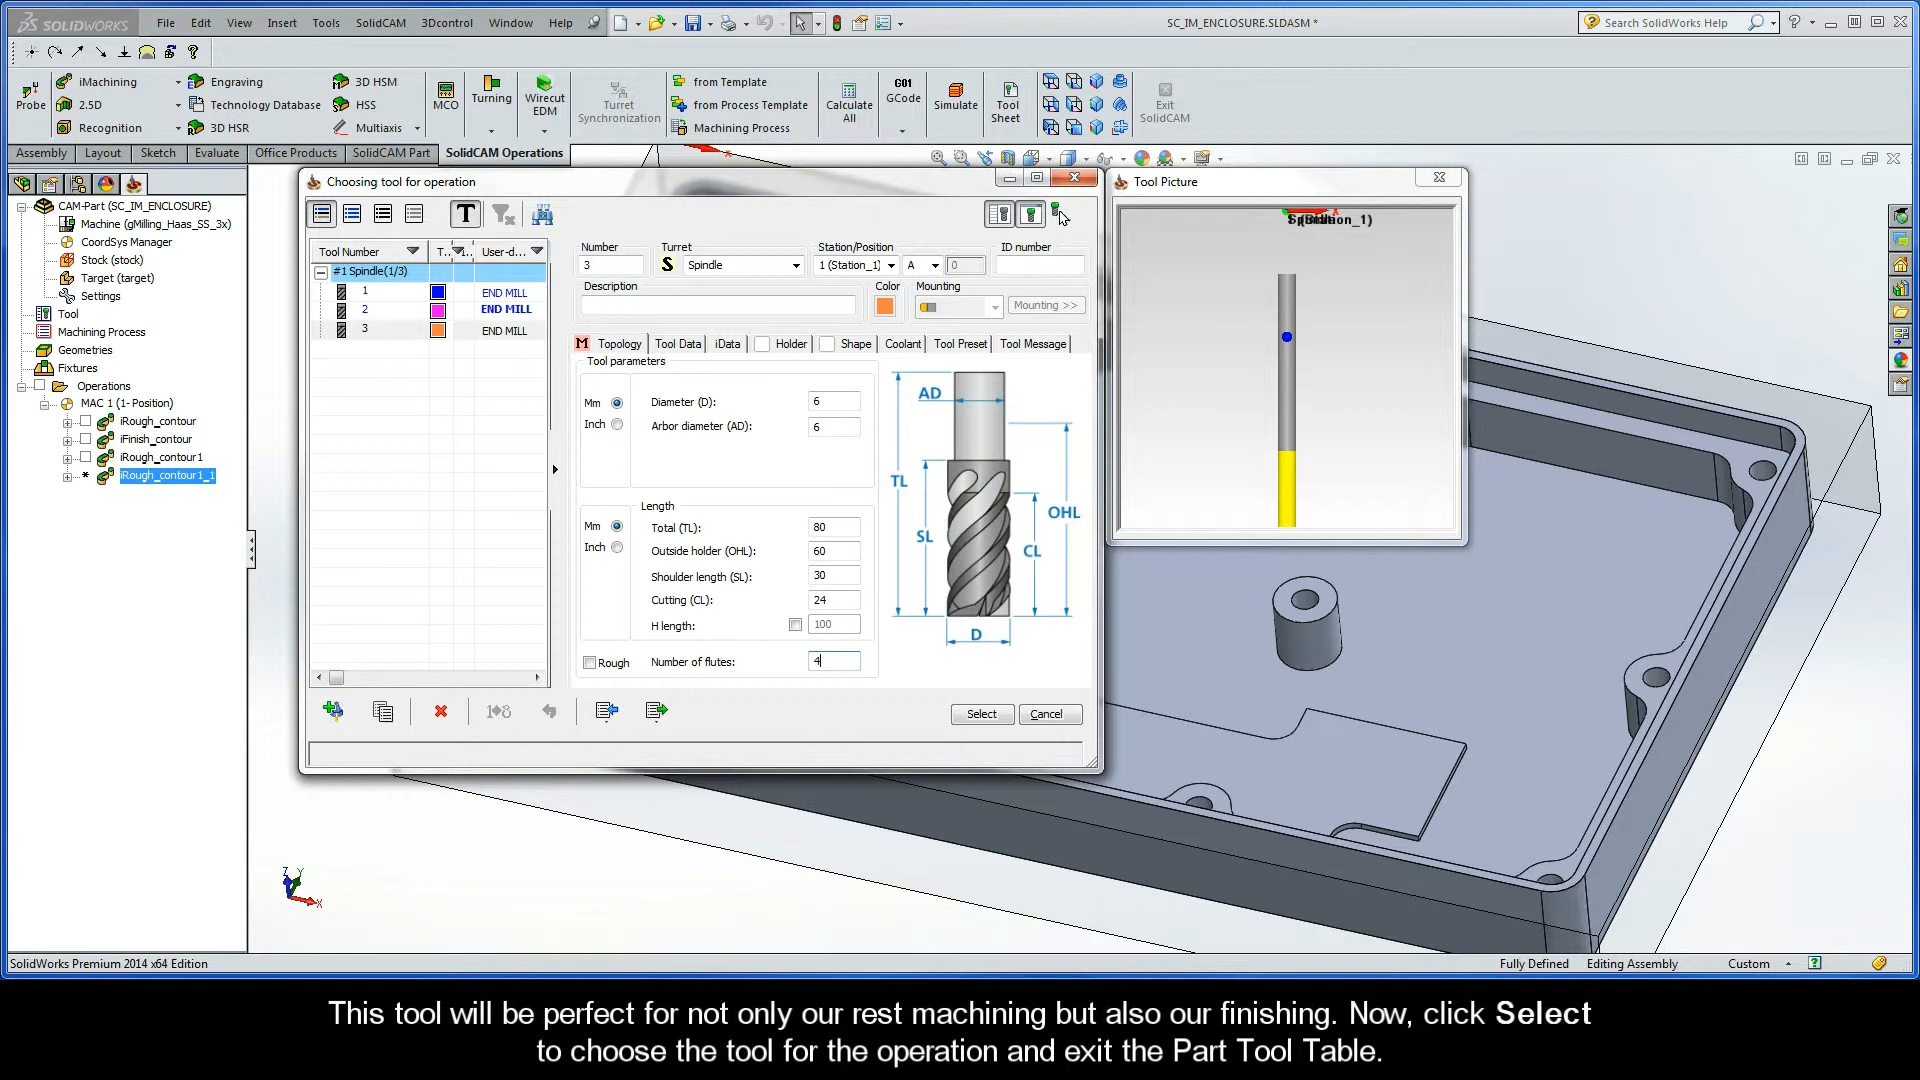 SOLIDWORKS File Edit View Insert Tools SolidCAM 3Dcontrol Window Help SC_IM_ENCLOSURE.SLDASM * Search SolidWorks Help
Probe iMachining 2.5D Recognition Engraving Technology Database 3D HSR 3D HSM HSS Multiaxis MCO Turning Wirecut EDM Turret Synchronization from Template from Process Template Machining Process Calculate All G01 GCode Simulate Tool Sheet Exit SolidCAM
Assembly Layout Sketch Evaluate Office Products SolidCAM Part SolidCAM Operations
CAM-Part (SC_IM_ENCLOSURE)
Machine (gMilling_Haas_SS_3x)
CoordSys Manager
Stock (stock)
Target (target)
Settings
Tool
Machining Process
Geometries
Fixtures
Operations
MAC 1 (1- Position)
iRough_contour
iFinish_contour
iRough_contour1
iRough_contour1_1
Choosing tool for operation
T
Tool Number T.. User-d...
#1 Spindle(1/3)
1 END MILL
2 END MILL
3 END MILL
Number Turret Station/Position ID number
3 S Spindle 1 (Station_1) A 0
Description Color Mounting
Mounting >>
M Topology Tool Data iData Holder Shape Coolant Tool Preset Tool Message
Tool parameters
Mm
Inch
Diameter (D): 6
Arbor diameter (AD): 6
Length
Mm
Inch
Total (TL): 80
Outside holder (OHL): 60
Shoulder length (SL): 30
Cutting (CL): 24
H length: 100
Rough Number of flutes: 4
AD
TL
OHL
SL
CL
D
Select Cancel
Tool Picture
Z Y X
SolidWorks Premium 2014 x64 Edition Fully Defined Editing Assembly Custom
This tool will be perfect for not only our rest machining but also our finishing. Now, click Select
to choose the tool for the operation and exit the Part Tool Table.